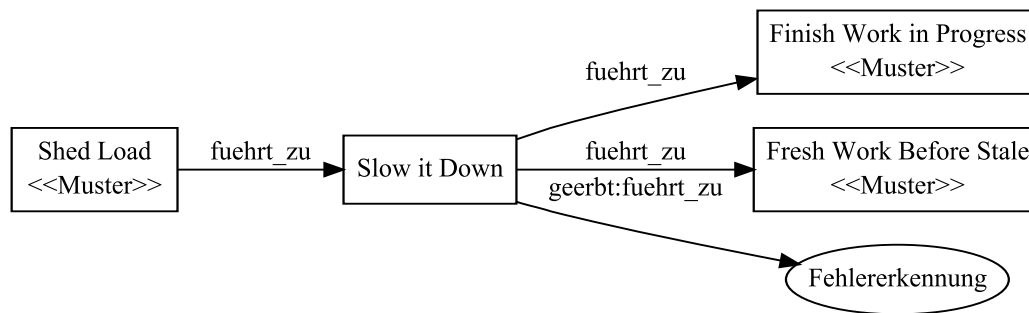 Shed Load
<<Muster>>
fuehrt_zu
Slow it Down
fuehrt_zu
Finish Work in Progress
<<Muster>>
fuehrt_zu
Fresh Work Before Stale
<<Muster>>
geerbt:fuehrt_zu
Fehlererkennung